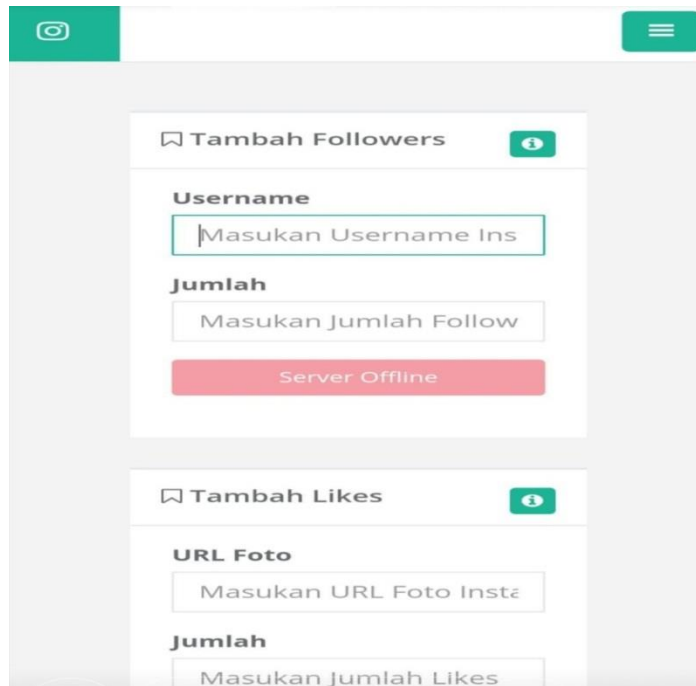 Tambah Followers
Username
Masukan Username Ins
Jumlah
Masukan Jumlah Follow
Server Offline
Tambah Likes
URL Foto
Masukan URL Foto Insta
Jumlah
Masukan Jumlah Likes